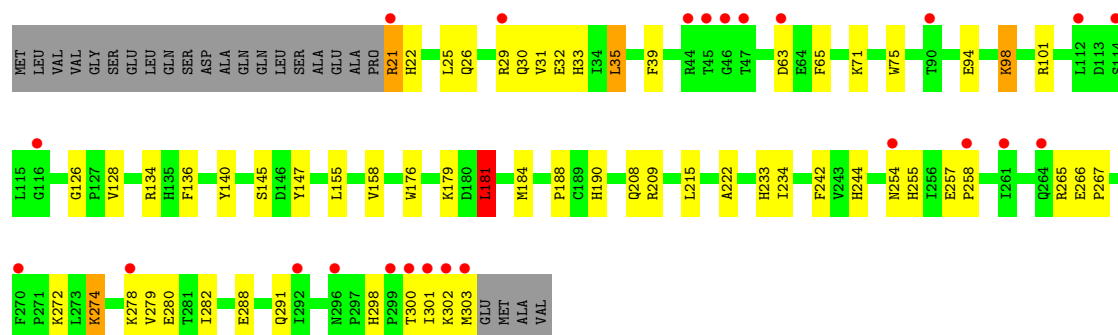 MET LEU VAL VAL GLY SER GLU LEU GLN SER ASP ALA GLN GLN LEU SER ALA GLU ALA PRO R21 H22 L25 Q26 R29 Q30 V31 E32 H33 I34 L35 F39 R44 T45 G46 T47 D63 E64 F65 K71 W75 T90 E94 K98 R101 L112 D113 S114
L115 G116 G126 P127 V128 R134 H135 F136 Y140 S145 D146 Y147 L155 V158 W176 K179 D180 L181 M184 P188 C189 H190 Q208 R209 L215 A222 H233 I234 F242 V243 H244 N254 H255 I256 E257 P258 I261 Q264 R265 E266 P267
F270 P271 K272 L273 K274 K278 V279 E280 T281 I282 E288 Q291 I292 N296 P297 H298 P299 T300 I301 K302 M303 GLU MET ALA VAL